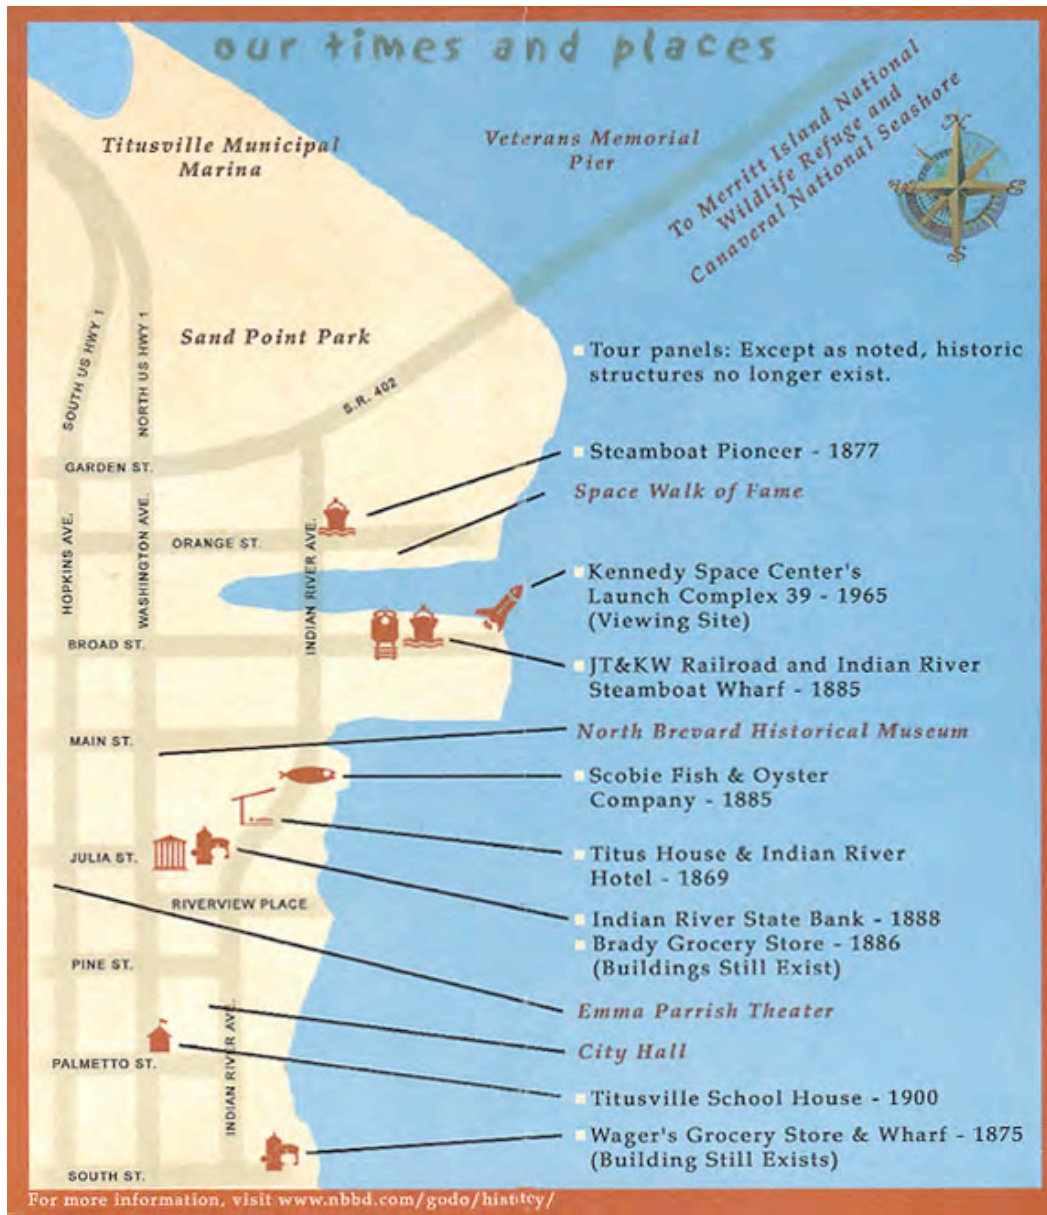 our times and places
Titusville Municipal
Marina
Veterans Memorial
Pier
To Merritt Island National
Wildlife Refuge and
Canaveral National Seashore
N
W
E
S
SOUTH US HWY 1
NORTH US HWY 1
Sand Point Park
S.R. 402
Tour panels: Except as noted, historic
structures no longer exist.
GARDEN ST.
Steamboat Pioneer - 1877
Space Walk of Fame
HOPKINS AVE.
WASHINGTON AVE.
ORANGE ST.
INDIAN RIVER AVE.
Kennedy Space Center's
Launch Complex 39 - 1965
(Viewing Site)
BROAD ST.
JT&KW Railroad and Indian River
Steamboat Wharf - 1885
MAIN ST.
North Brevard Historical Museum
Scobie Fish & Oyster
Company - 1885
JULIA ST.
Titus House & Indian River
Hotel - 1869
RIVERVIEW PLACE
Indian River State Bank - 1888
Brady Grocery Store - 1886
(Buildings Still Exist)
PINE ST.
Emma Parrish Theater
City Hall
INDIAN RIVER AVE.
PALMETTO ST.
Titusville School House - 1900
Wager's Grocery Store & Wharf - 1875
(Building Still Exists)
SOUTH ST.
For more information, visit www.nbbd.com/godo/